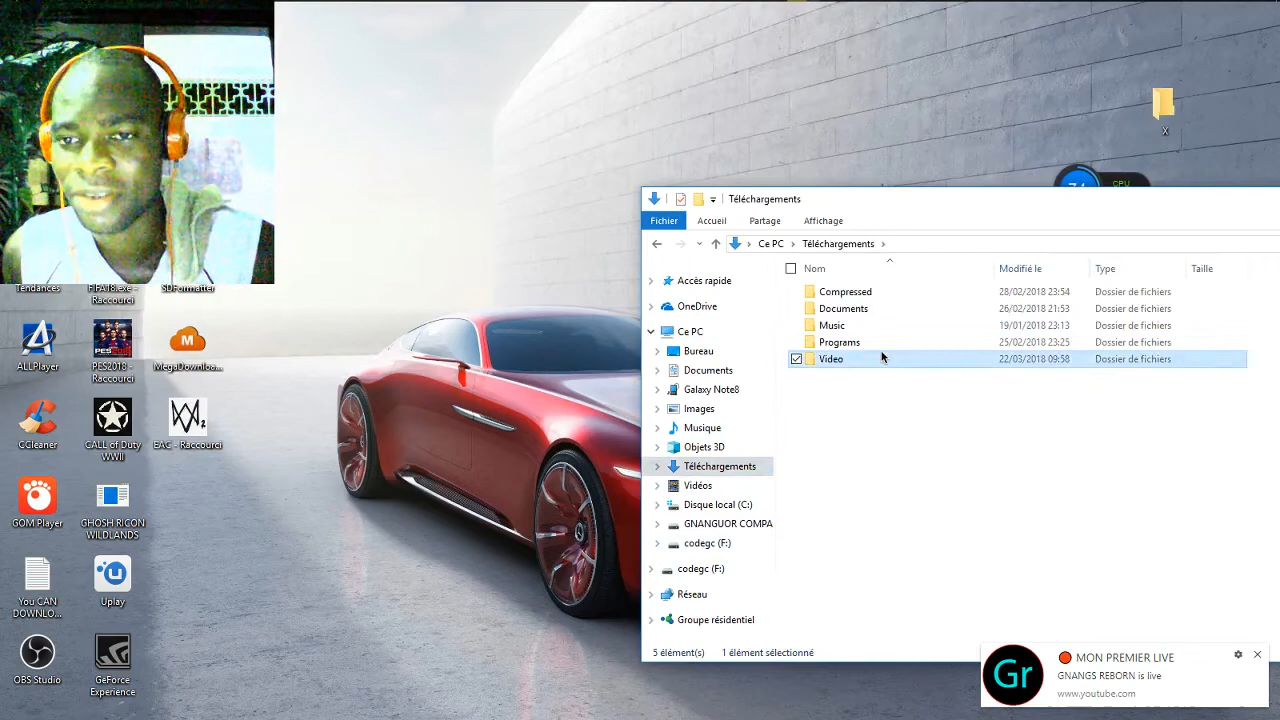 X
CPU
Tendances
FIFA18.exe - Raccourci
SDFormatter
ALLPlayer
PES2018 - Raccourci
M
MegaDownloa...
CCleaner
CALL of Duty WWII
EAC - Raccourci
GOM Player
GHOSH RICON WILDLANDS
You CAN DOWNLO...
Uplay
OBS Studio
GeForce Experience
Téléchargements
Fichier
Accueil
Partage
Affichage
Ce PC > Téléchargements >
Nom
Modifié le
Type
Taille
Compressed 28/02/2018 23:54 Dossier de fichiers
Documents 26/02/2018 21:53 Dossier de fichiers
Music 19/01/2018 23:13 Dossier de fichiers
Programs 25/02/2018 23:25 Dossier de fichiers
Video 22/03/2018 09:58 Dossier de fichiers
Accès rapide
OneDrive
Ce PC
Bureau
Documents
Galaxy Note8
Images
Musique
Objets 3D
Téléchargements
Vidéos
Disque local (C:)
GNANGUOR COMPA
codegc (F:)
codegc (F:)
Réseau
Groupe résidentiel
5 élément(s)
1 élément sélectionné
Gr
MON PREMIER LIVE
GNANGS REBORN is live
www.youtube.com